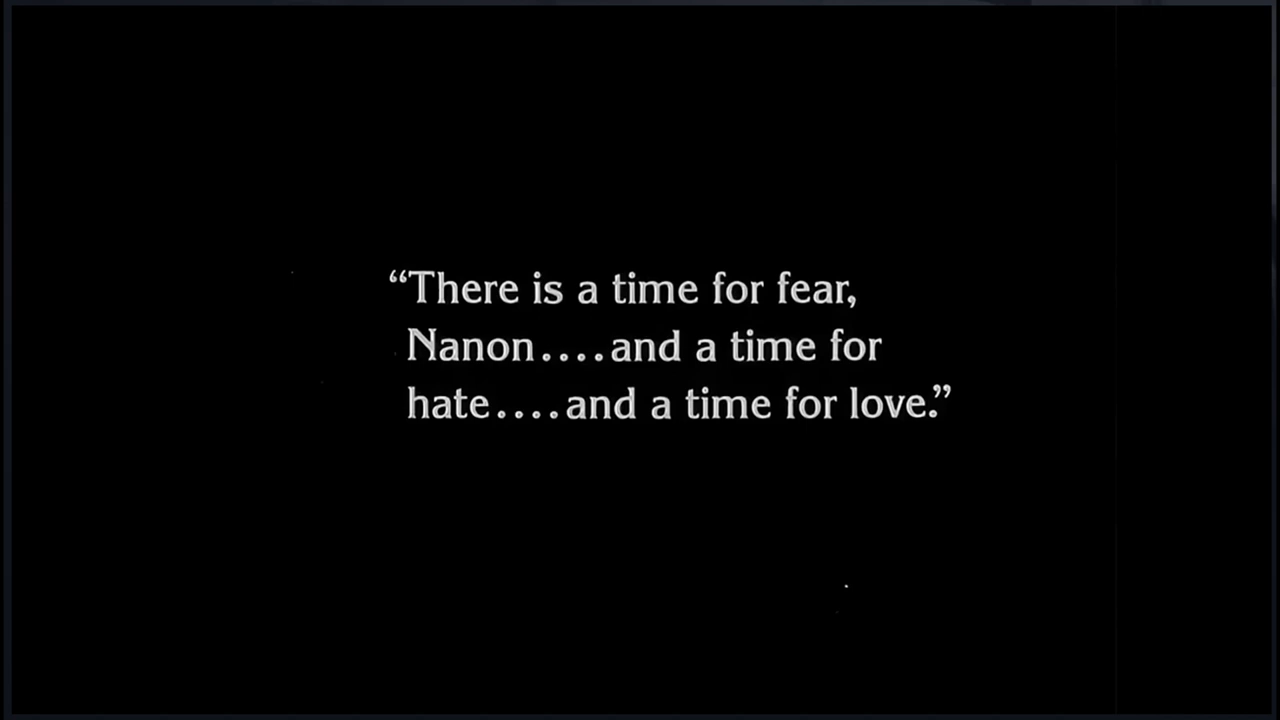 “There is a time for fear,
Nanon....and a time for
hate....and a time for love.”